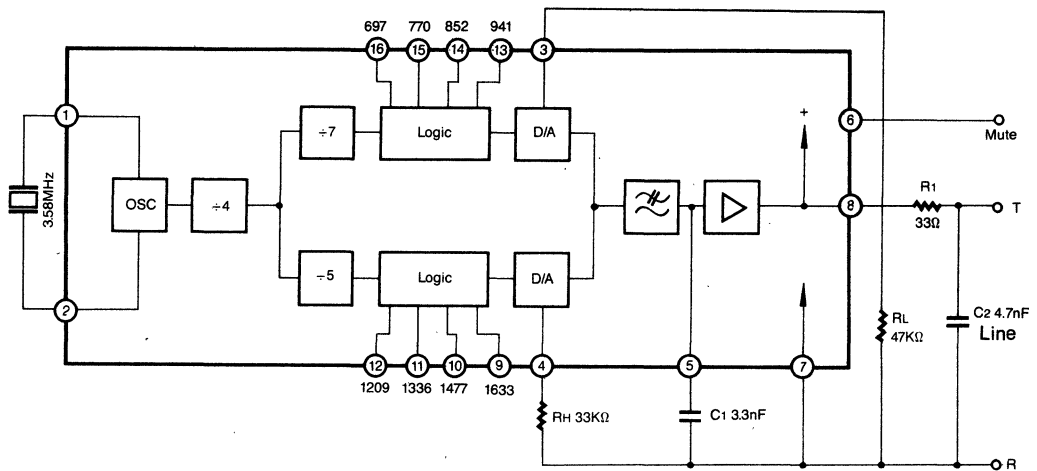 697 770 852 941
16 15 14 13 3
1
÷7 Logic D/A
+
6
Mute
3.58MHz
OSC ÷4
8
R1
33Ω
T
÷5 Logic D/A
2
RL
47KΩ
C2 4.7nF
Line
12 11 10 9 4 5 7
1209 1336 1477 1633
RH 33KΩ
C1 3.3nF
R